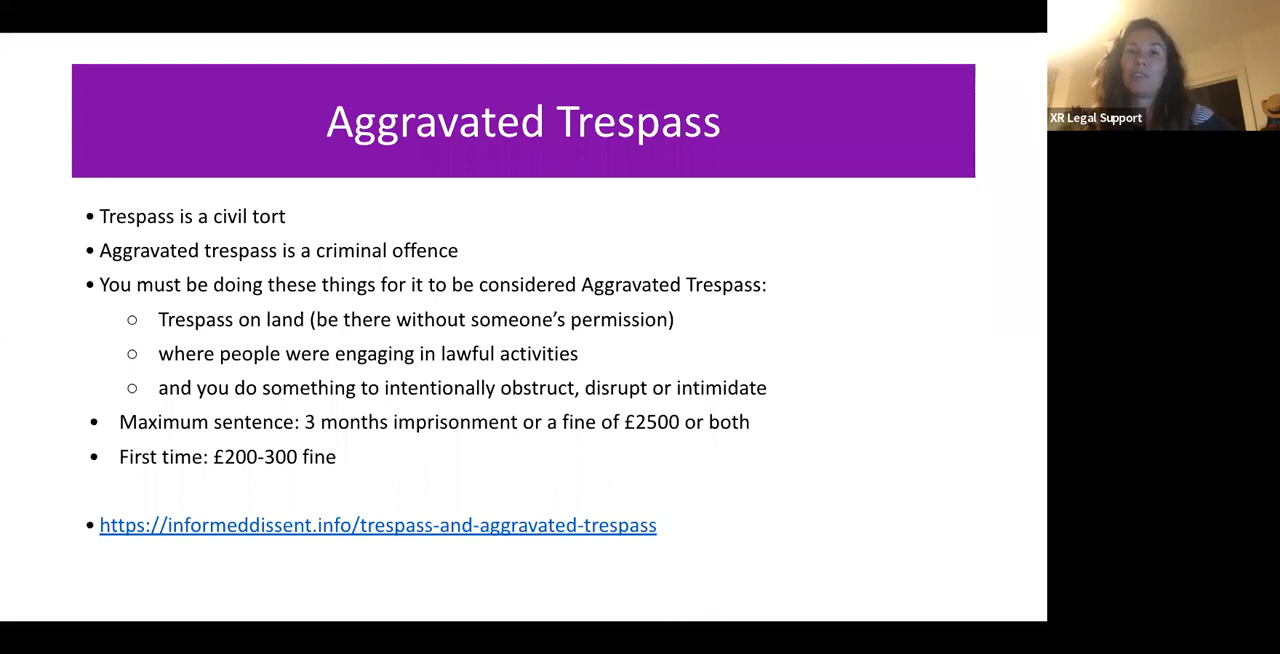 Aggravated Trespass
XR Legal Support
• Trespass is a civil tort
• Aggravated trespass is a criminal offence
• You must be doing these things for it to be considered Aggravated Trespass:
○ Trespass on land (be there without someone’s permission)
○ where people were engaging in lawful activities
○ and you do something to intentionally obstruct, disrupt or intimidate
• Maximum sentence: 3 months imprisonment or a fine of £2500 or both
• First time: £200-300 fine
• https://informeddissent.info/trespass-and-aggravated-trespass